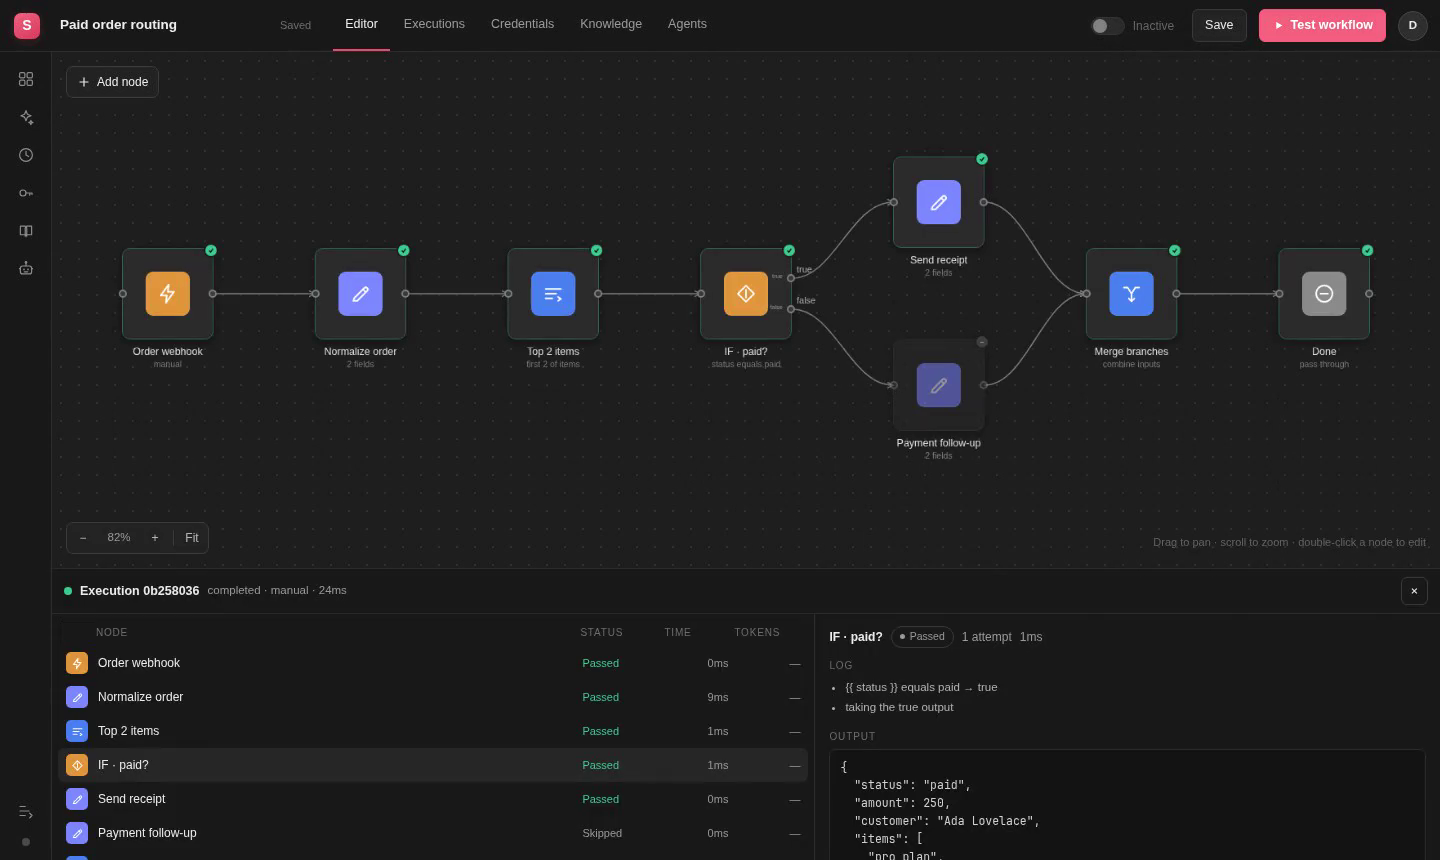 S
Paid order routing
Saved
Editor
Executions
Credentials
Knowledge
Agents
Inactive
Save
Test workflow
D
Add node
Send receipt
2 fields
true
true
false
false
Order webhook
manual
Normalize order
2 fields
Top 2 items
first 2 of items
IF · paid?
status equals paid
Merge branches
combine inputs
Done
pass through
Payment follow-up
2 fields
− 82% + Fit
Drag to pan · scroll to zoom · double-click a node to edit
Execution 0b258036 completed · manual · 24ms
×
NODE STATUS TIME TOKENS
Order webhook Passed 0ms —
Normalize order Passed 9ms —
Top 2 items Passed 1ms —
IF · paid? Passed 1ms —
Send receipt Passed 0ms —
Payment follow-up Skipped 0ms —
IF · paid? Passed 1 attempt 1ms
LOG
• {{ status }} equals paid → true
• taking the true output
OUTPUT
{
"status": "paid",
"amount": 250,
"customer": "Ada Lovelace",
"items": [
"pro plan",